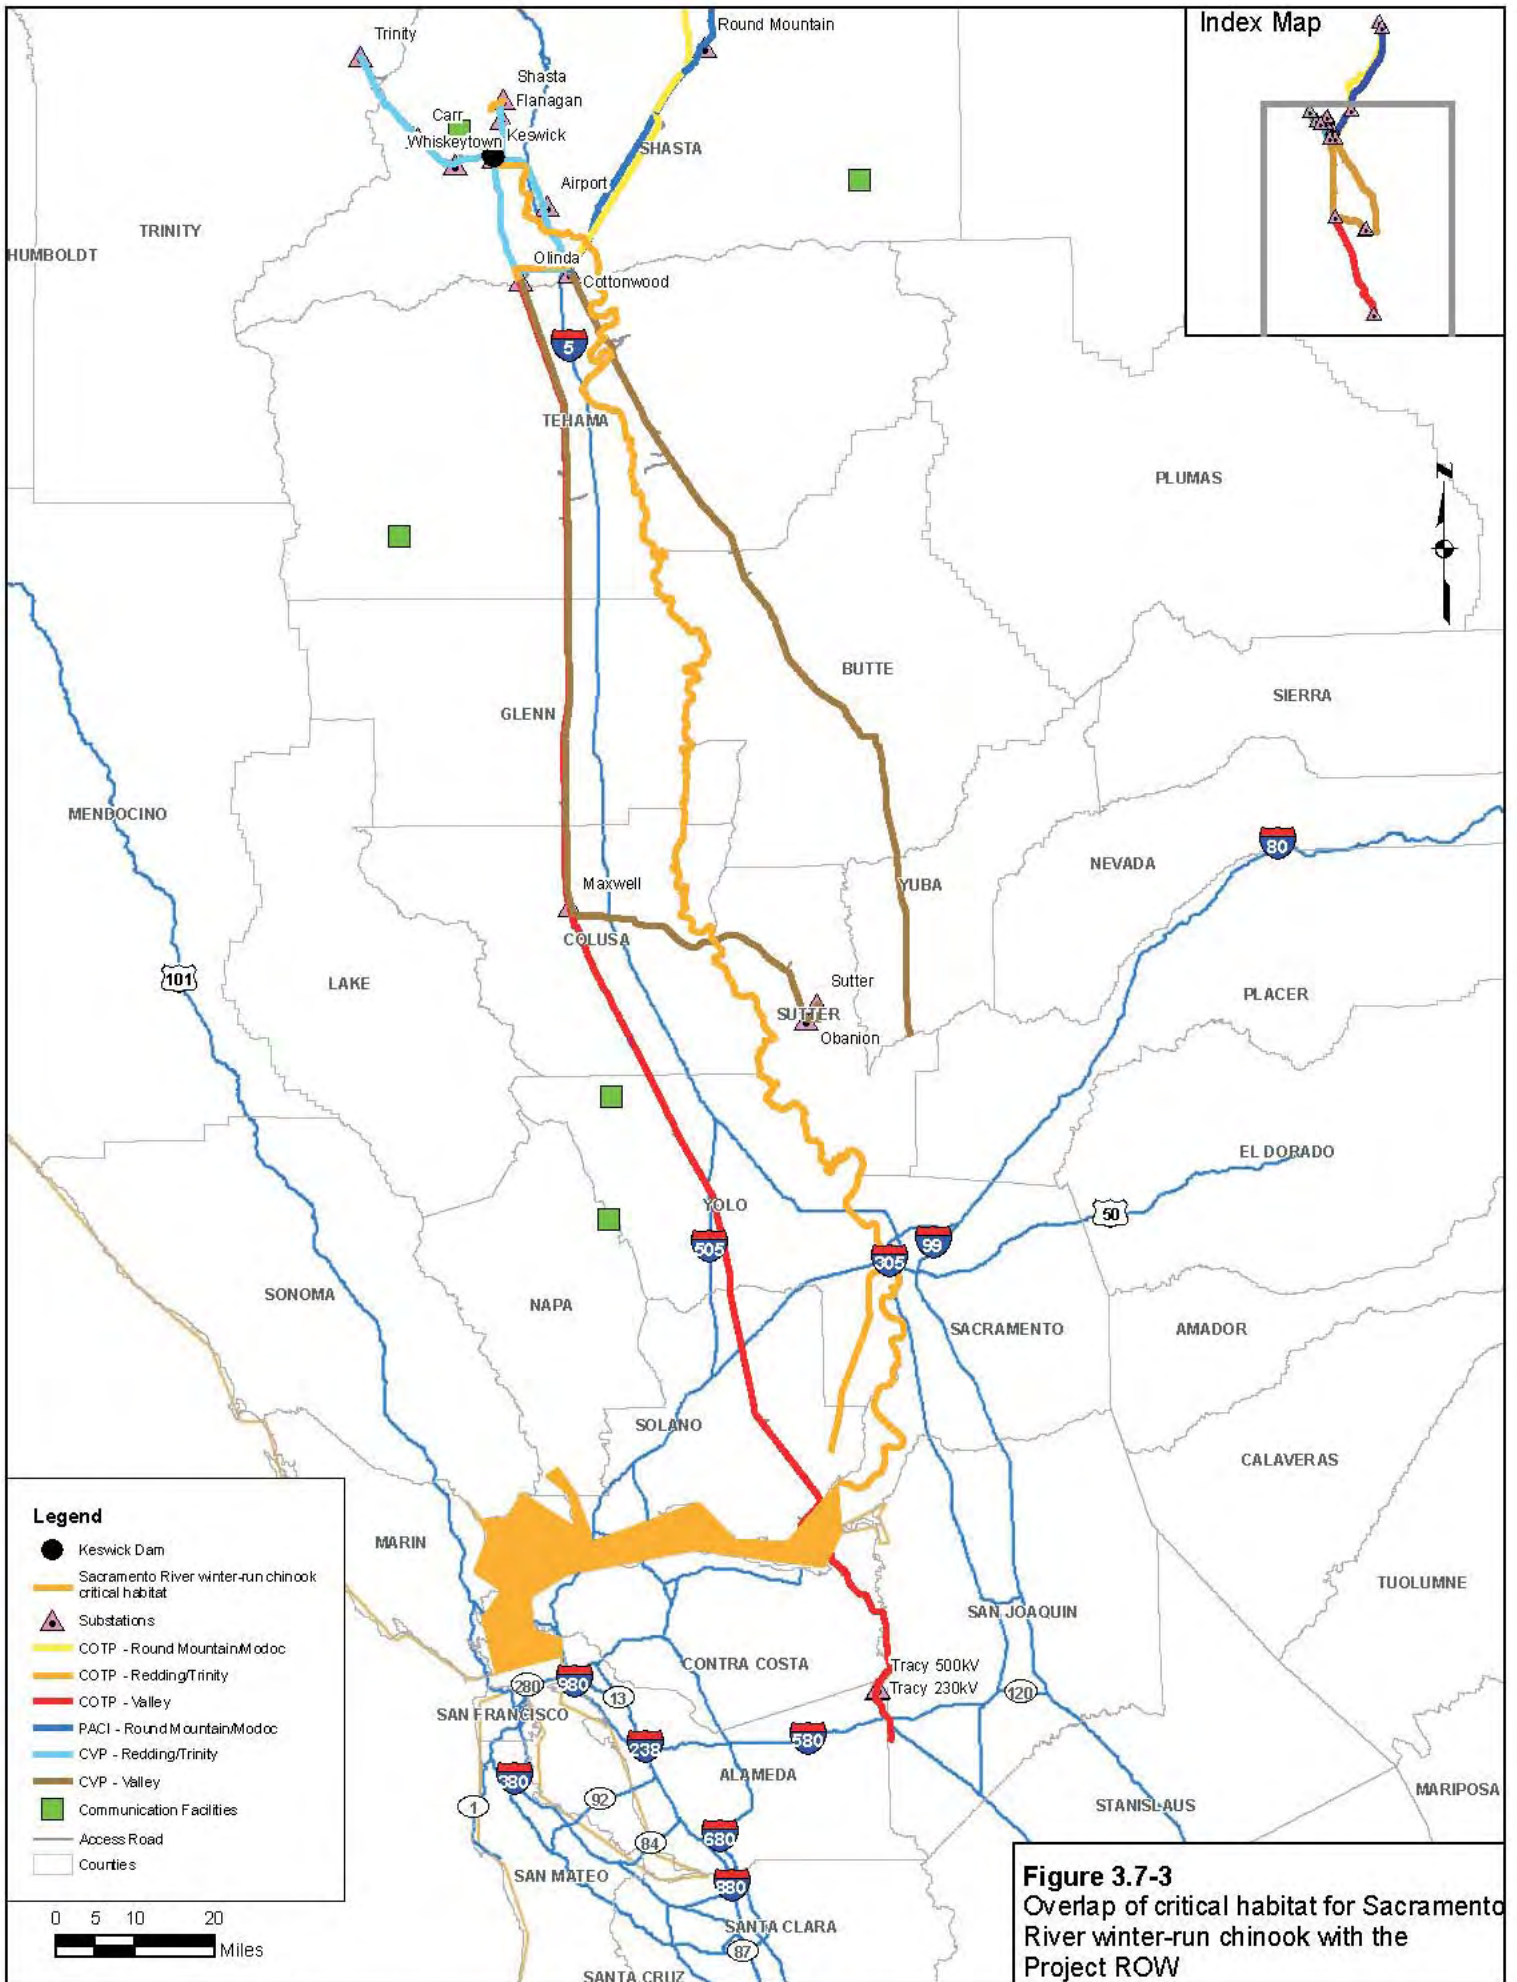 Index Map
Trinity
Round Mountain
Shasta
Flanagan
Carr
Keswick
Whiskeytown
SHASTA
Airport
TRINITY
HUMBOLDT
Olinda
Cottonwood
5
TEHAMA
PLUMAS
N
BUTTE
SIERRA
GLENN
MENDOCINO
80
NEVADA
YUBA
Maxwell
COLUSA
101
LAKE
Sutter
SUTTER
Obanion
PLACER
EL DORADO
YOLO
50
505
99
305
SONOMA
NAPA
SACRAMENTO
AMADOR
SOLANO
CALAVERAS
MARIN
TUOLUMNE
SAN JOAQUIN
CONTRA COSTA
Tracy 500kV
Tracy 230kV
280
980
13
120
SAN FRANCISCO
238
580
380
ALAMEDA
MARIPOSA
1
92
STANISLAUS
84
680
SAN MATEO
880
SANTA CLARA
87
SANTA CRUZ
Legend
Keswick Dam
Sacramento River winter-run chinook
critical habitat
Substations
COTP - Round Mountain/Modoc
COTP - Redding/Trinity
COTP - Valley
PACI - Round Mountain/Modoc
CVP - Redding/Trinity
CVP - Valley
Communication Facilities
Access Road
Counties
0 5 10 20
Miles
Figure 3.7-3
Overlap of critical habitat for Sacramento
River winter-run chinook with the
Project ROW